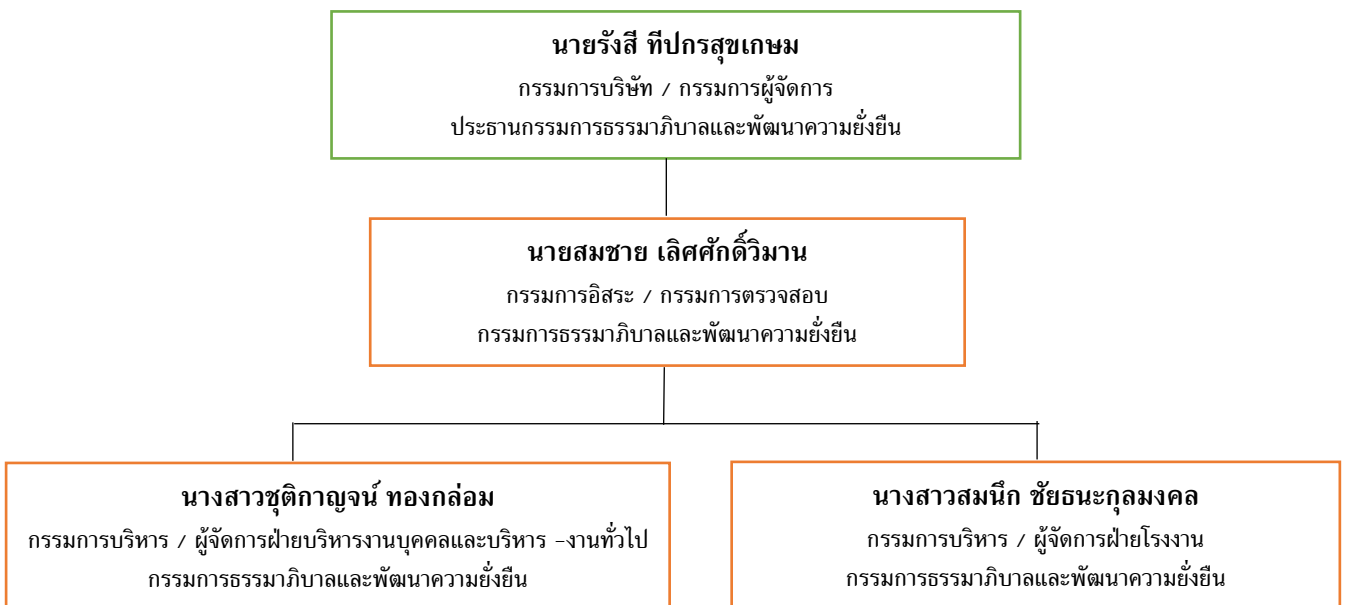 นายรังสี ทีปกรสุขเกษม
กรรมการบริษัท / กรรมการผู้จัดการ
ประธานกรรมการธรรมาภิบาลและพัฒนาความยั่งยืน
นายสมชาย เลิศศักดิ์วิมาน
กรรมการอิสระ / กรรมการตรวจสอบ
กรรมการธรรมาภิบาลและพัฒนาความยั่งยืน
นางสาวชุติกาญจน์ ทองกล่อม
กรรมการบริหาร / ผู้จัดการฝ่ายบริหารงานบุคคลและบริหาร -งานทั่วไป
กรรมการธรรมาภิบาลและพัฒนาความยั่งยืน
นางสาวสมนึก ชัยธนะกุลมงคล
กรรมการบริหาร / ผู้จัดการฝ่ายโรงงาน
กรรมการธรรมาภิบาลและพัฒนาความยั่งยืน